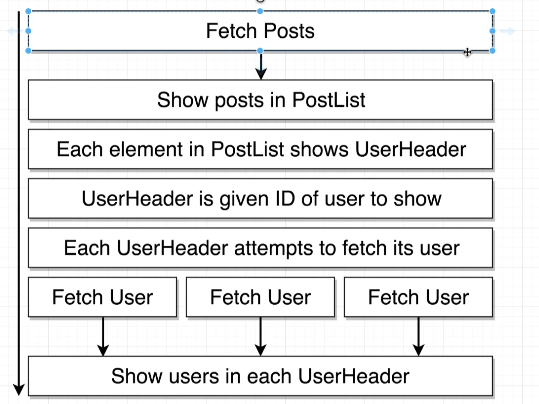 Fetch Posts
Show posts in PostList
Each element in PostList shows UserHeader
UserHeader is given ID of user to show
Each UserHeader attempts to fetch its user
Fetch User
Fetch User
Fetch User
Show users in each UserHeader